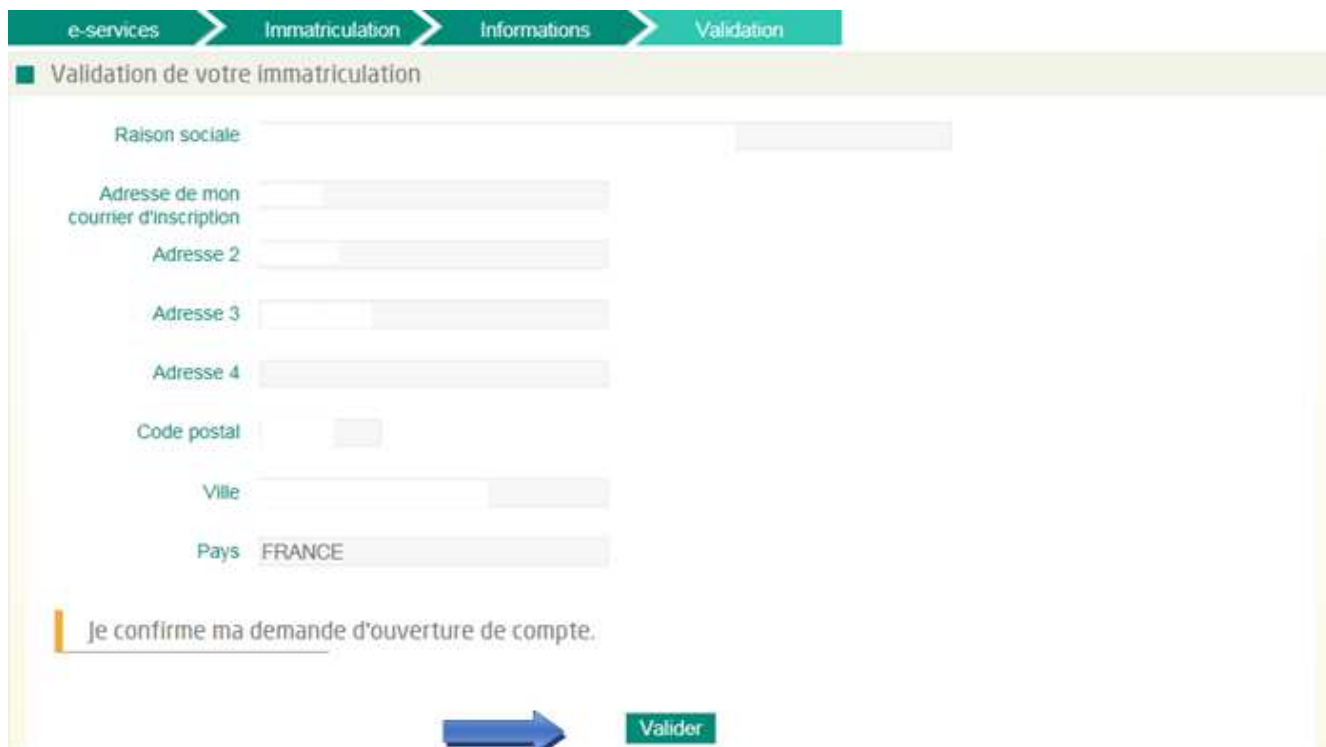 e-services Immatriculation Informations Validation
Validation de votre immatriculation
Raison sociale
Adresse de mon
courrier d'inscription
Adresse 2
Adresse 3
Adresse 4
Code postal
Ville
Pays FRANCE
Je confirme ma demande d'ouverture de compte.
Valider